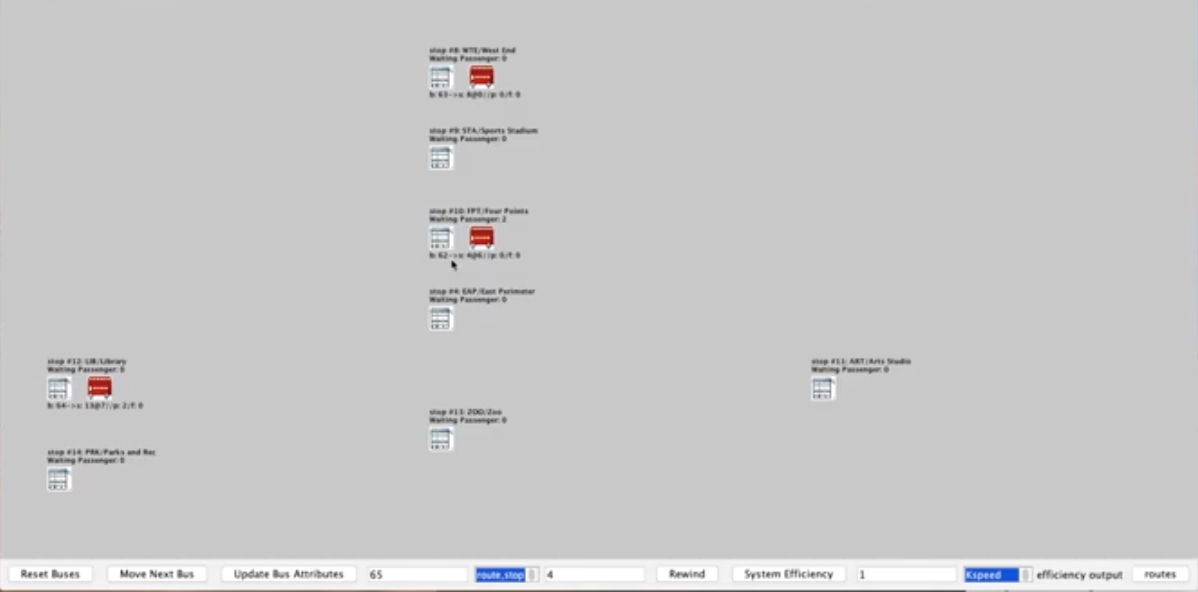 stop #8: WTE/West End
Waiting Passenger: 0
b: 63->s: 8@0//p: 0/f: 0
stop #9: STA/Sports Stadium
Waiting Passenger: 0
stop #10: FPT/Four Points
Waiting Passenger: 2
b: 62->s: 4@6//p: 0/f: 0
stop #4: EAP/East Perimeter
Waiting Passenger: 0
stop #12: LIB/Library
Waiting Passenger: 0
b: 64->s: 13@7//p: 2/f: 0
stop #11: ART/Arts Studio
Waiting Passenger: 0
stop #13: ZOO/Zoo
Waiting Passenger: 0
stop #14: PRK/Parks and Rec
Waiting Passenger: 0
Reset Buses Move Next Bus Update Bus Attributes 65 route,stop 4 Rewind System Efficiency 1 Kspeed efficiency output routes